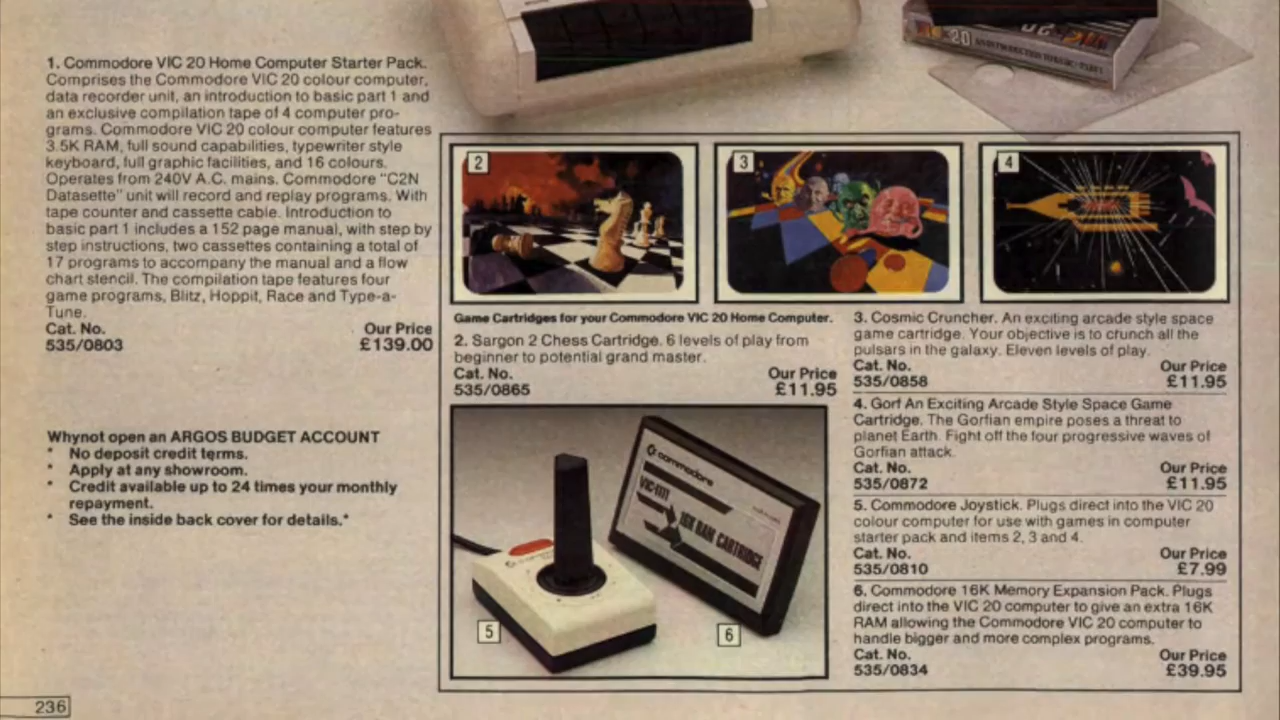 20 AN INTRODUCTION TO BASIC · PART 1
1. Commodore VIC 20 Home Computer Starter Pack.
Comprises the Commodore VIC 20 colour computer,
data recorder unit, an introduction to basic part 1 and
an exclusive compilation tape of 4 computer pro-
grams. Commodore VIC 20 colour computer features
3.5K RAM, full sound capabilities, typewriter style
keyboard, full graphic facilities, and 16 colours.
Operates from 240V A.C. mains. Commodore "C2N
Datasette" unit will record and replay programs. With
tape counter and cassette cable. Introduction to
basic part 1 includes a 152 page manual, with step by
step instructions, two cassettes containing a total of
17 programs to accompany the manual and a flow
chart stencil. The compilation tape features four
game programs, Blitz, Hoppit, Race and Type-a-
Tune.
Cat. No. Our Price
535/0803 £139.00
Whynot open an ARGOS BUDGET ACCOUNT
* No deposit credit terms.
* Apply at any showroom.
* Credit available up to 24 times your monthly
repayment.
* See the inside back cover for details.*
2
3
4
Game Cartridges for your Commodore VIC 20 Home Computer.
2. Sargon 2 Chess Cartridge. 6 levels of play from
beginner to potential grand master.
Cat. No. Our Price
535/0865 £11.95
commodore
VIC-1111
16K RAM CARTRIDGE
5
6
3. Cosmic Cruncher. An exciting arcade style space
game cartridge. Your objective is to crunch all the
pulsars in the galaxy. Eleven levels of play.
Cat. No. Our Price
535/0858 £11.95
4. Gorf An Exciting Arcade Style Space Game
Cartridge. The Gorfian empire poses a threat to
planet Earth. Fight off the four progressive waves of
Gorfian attack.
Cat. No. Our Price
535/0872 £11.95
5. Commodore Joystick. Plugs direct into the VIC 20
colour computer for use with games in computer
starter pack and items 2, 3 and 4.
Cat. No. Our Price
535/0810 £7.99
6. Commodore 16K Memory Expansion Pack. Plugs
direct into the VIC 20 computer to give an extra 16K
RAM allowing the Commodore VIC 20 computer to
handle bigger and more complex programs.
Cat. No. Our Price
535/0834 £39.95
236